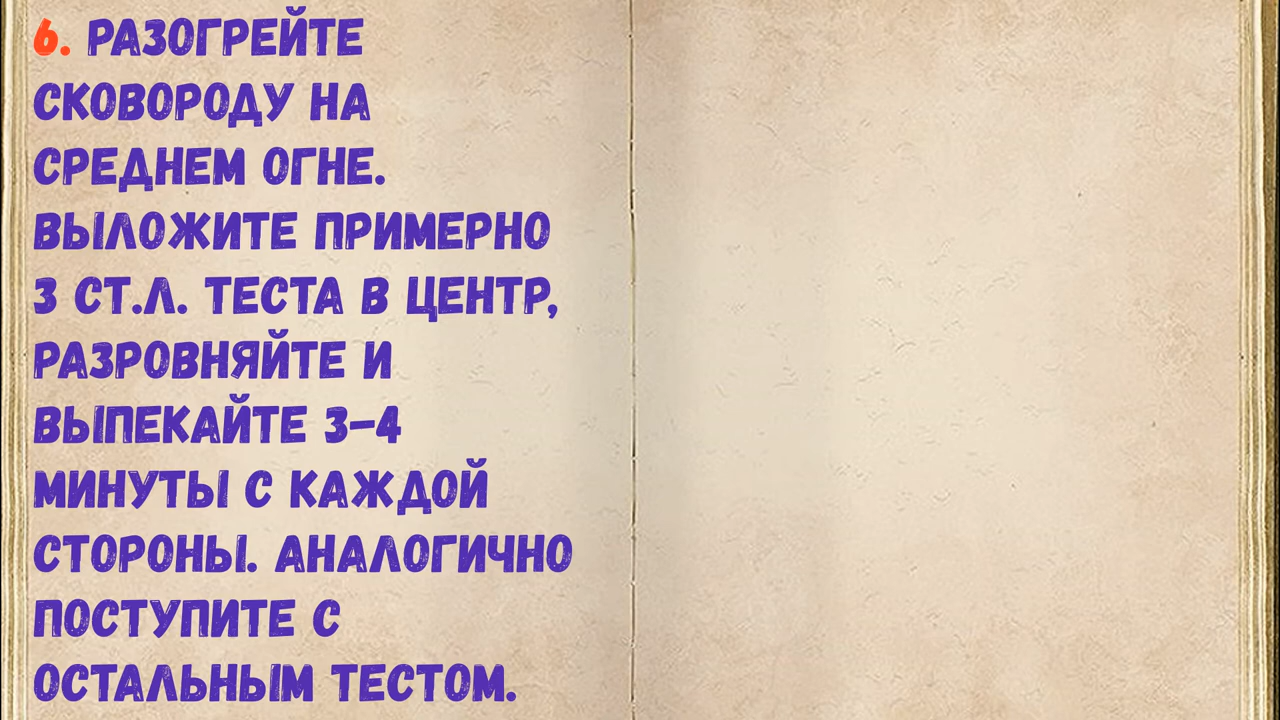 6. РАЗОГРЕЙТЕ
СКОВОРОДУ НА
СРЕДНЕМ ОГНЕ.
ВЫЛОЖИТЕ ПРИМЕРНО
3 СТ.Л. ТЕСТА В ЦЕНТР,
РАЗРОВНЯЙТЕ И
ВЫПЕКАЙТЕ 3-4
МИНУТЫ С КАЖДОЙ
СТОРОНЫ. АНАЛОГИЧНО
ПОСТУПИТЕ С
ОСТАЛЬНЫМ ТЕСТОМ.